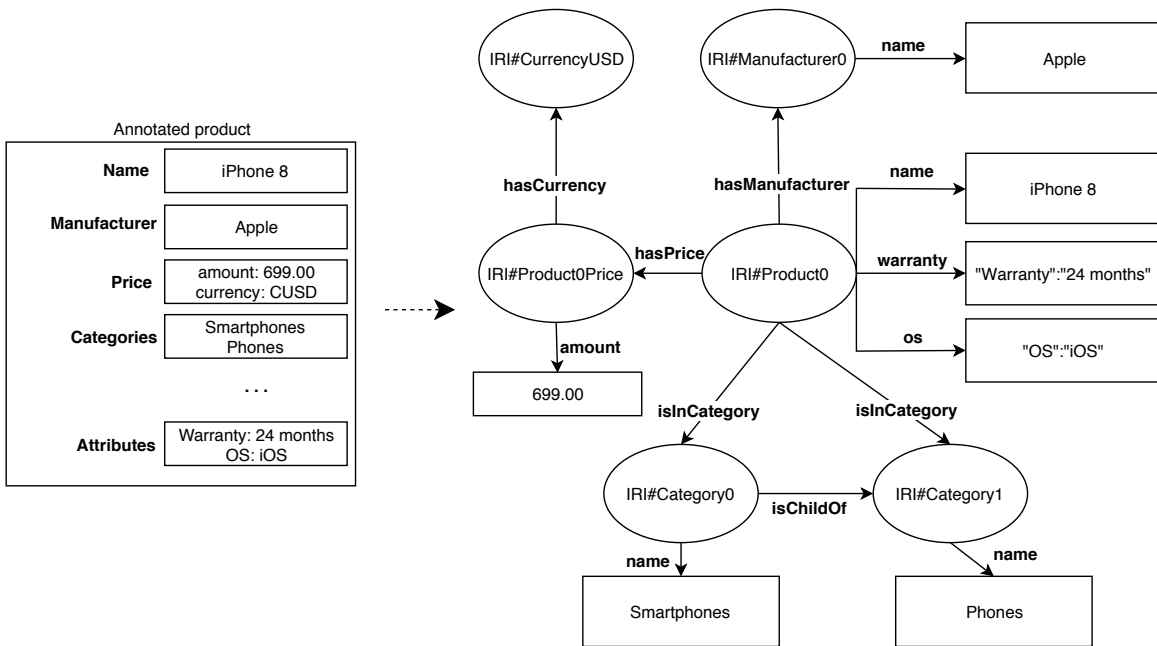 Annotated product
Name
iPhone 8
Manufacturer
Apple
Price
amount: 699.00
currency: CUSD
Categories
Smartphones
Phones
...
Attributes
Warranty: 24 months
OS: iOS
IRI#CurrencyUSD
IRI#Manufacturer0
name
Apple
hasCurrency
hasManufacturer
name
iPhone 8
IRI#Product0Price
hasPrice
IRI#Product0
warranty
"Warranty":"24 months"
os
"OS":"iOS"
amount
699.00
isInCategory
isInCategory
IRI#Category0
isChildOf
IRI#Category1
name
name
Smartphones
Phones